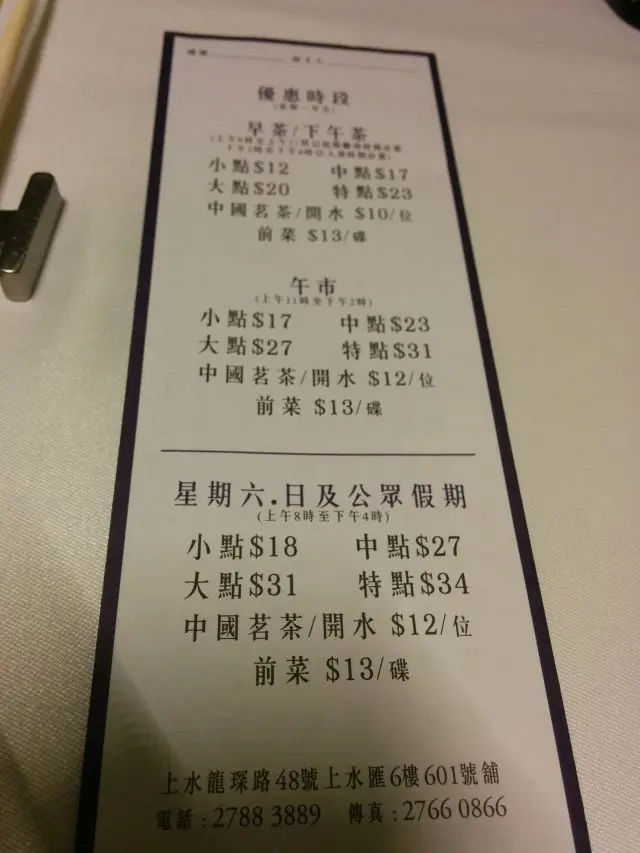 優惠時段
(星期一至五)
早茶/下午茶
小點$12 中點$17
大點$20 特點$23
中國茗茶/開水 $10/位
前菜 $13/碟
午市
(上午11時至下午2時)
小點$17 中點$23
大點$27 特點$31
中國茗茶/開水 $12/位
前菜 $13/碟
星期六.日及公眾假期
(上午8時至下午4時)
小點$18 中點$27
大點$31 特點$34
中國茗茶/開水 $12/位
前菜 $13/碟
上水龍琛路48號上水匯6樓601號舖
電話:2788 3889 傳真:2766 0866